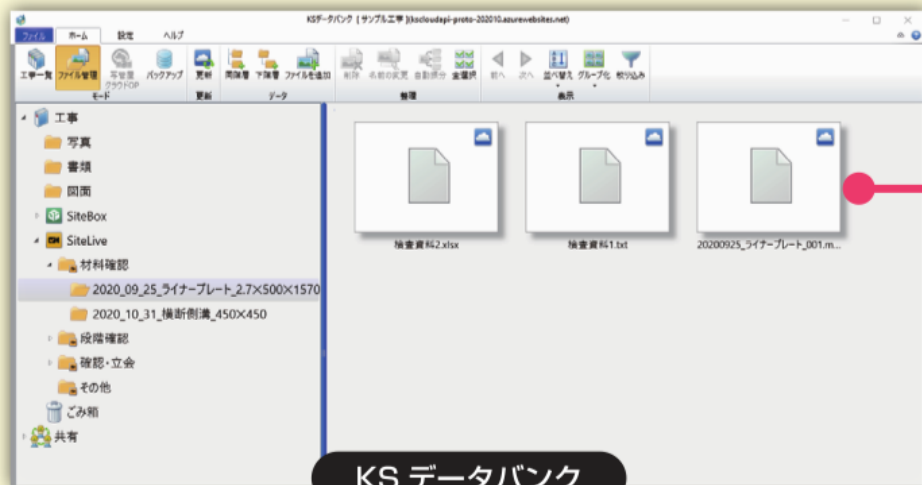 KSデータバンク [ サンプル工事 ](kscloudapi-proto-202010.azurewebsites.net)
ファイル ホーム 設定 ヘルプ
工事一覧 ファイル管理 写管屋クラウドOP バックアップ 更新 同階層 下階層 ファイルを追加 削除 名前の変更 自動振分 全選択 前へ 次へ 並べ替え グループ化 絞り込み
モード 更新 データ 整理 表示
工事
写真
書類
図面
SiteBox
SiteLive
材料確認
2020_09_25_ライナープレート_2.7×500×1570
2020_10_31_横断側溝_450×450
段階確認
確認・立会
その他
ごみ箱
共有
検査資料2.xlsx
検査資料1.txt
20200925_ライナープレート_001.m...
KS データバンク